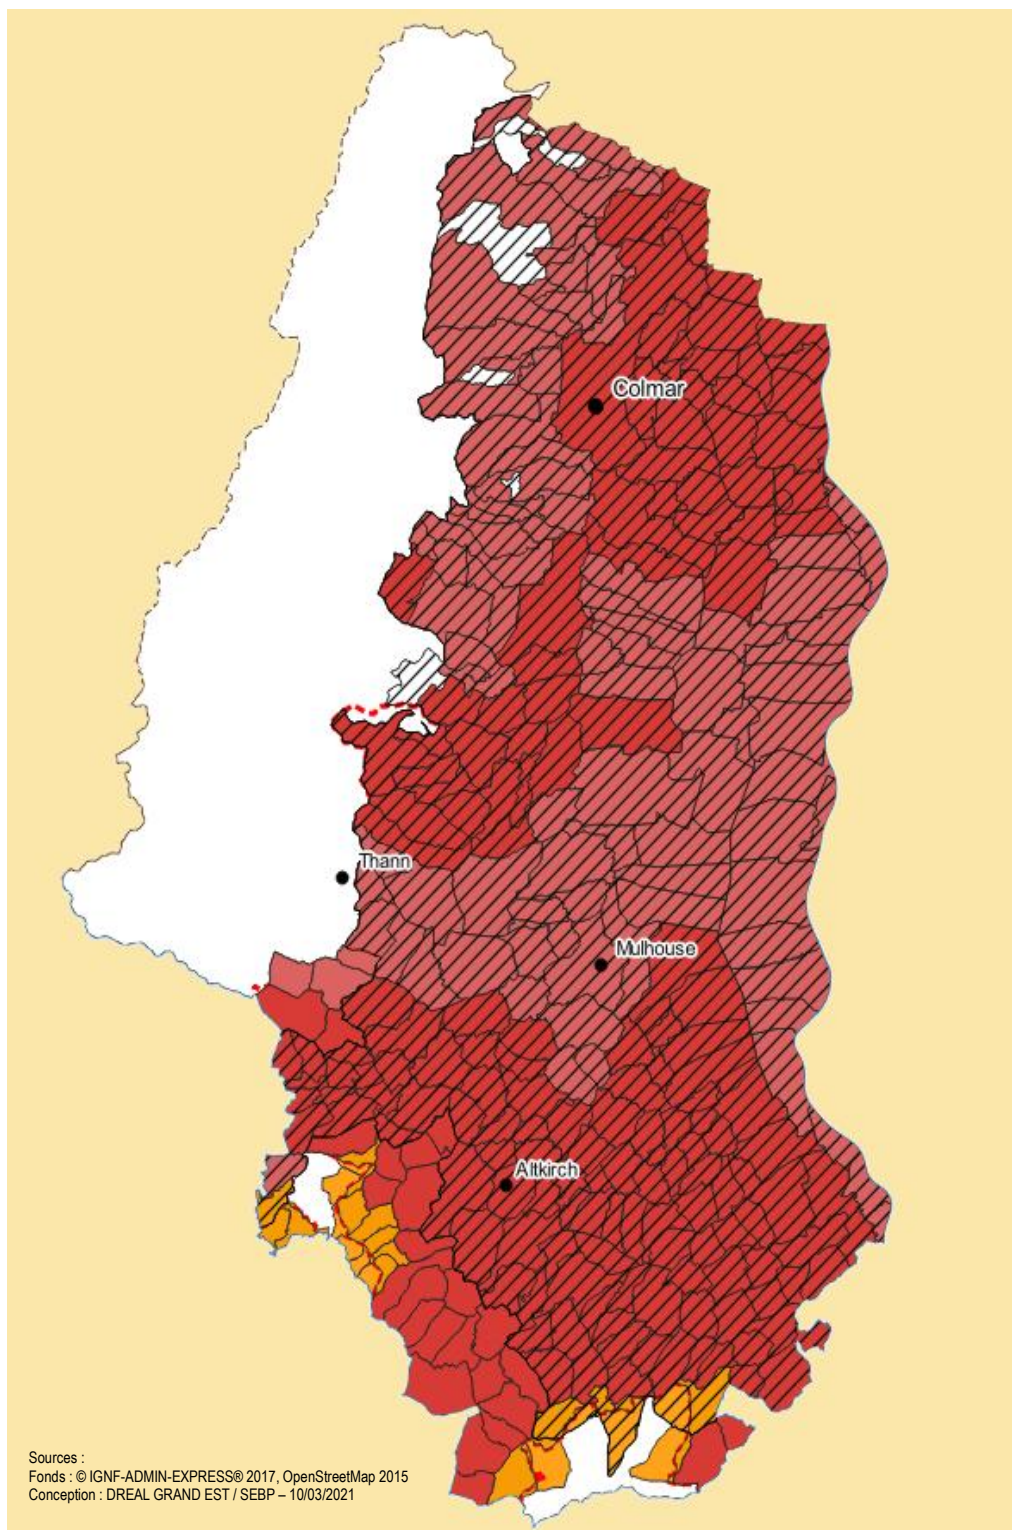 Colmar
Thann
Mulhouse
Altkirch
Sources :
Fonds : © IGNF-ADMIN-EXPRESS® 2017, OpenStreetMap 2015
Conception : DREAL GRAND EST / SEBP – 10/03/2021